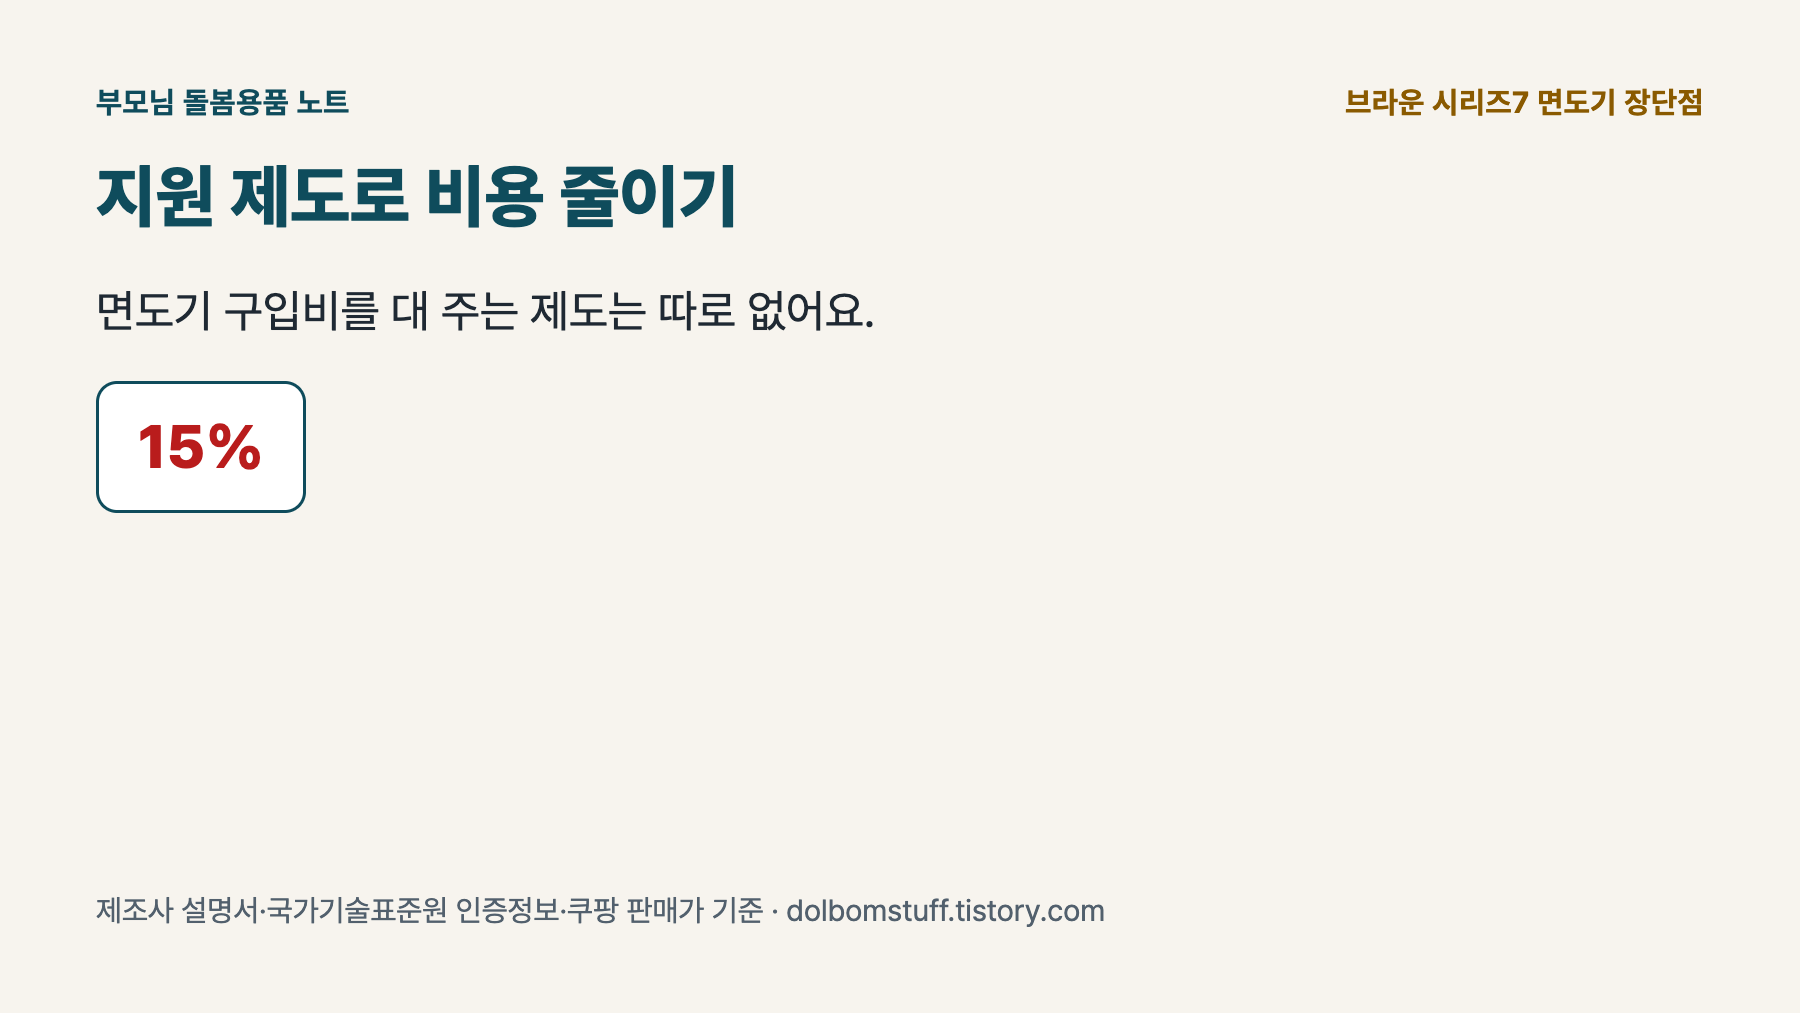 부모님 돌봄용품 노트
브라운 시리즈7 면도기 장단점
지원 제도로 비용 줄이기
면도기 구입비를 대 주는 제도는 따로 없어요.
15%
제조사 설명서·국가기술표준원 인증정보·쿠팡 판매가 기준 · dolbomstuff.tistory.com